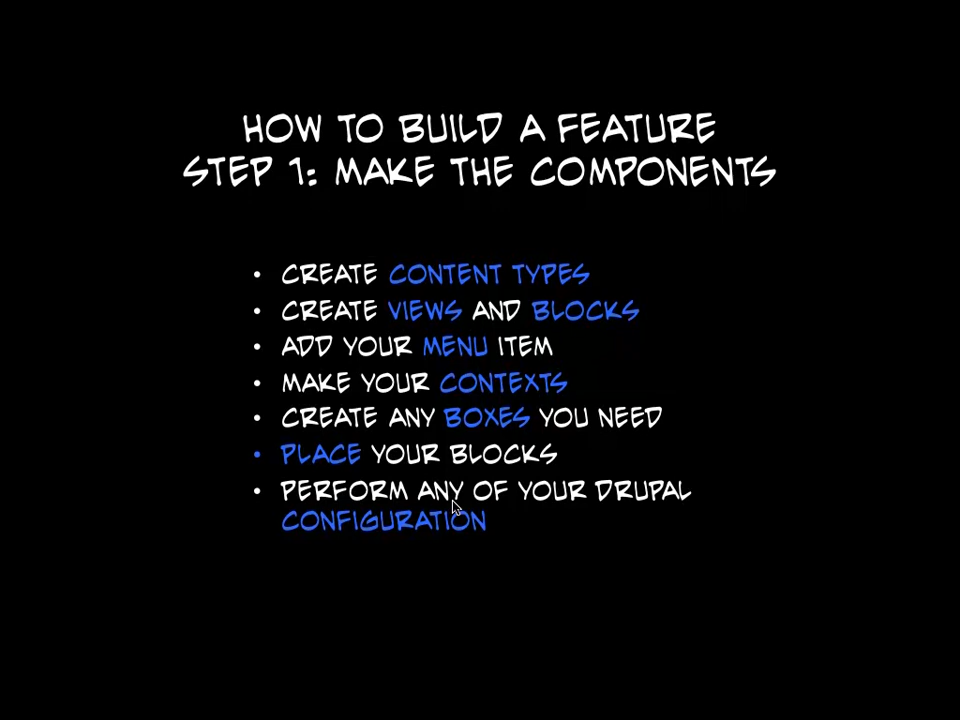 HOW TO BUILD A FEATURE
STEP 1: MAKE THE COMPONENTS
• CREATE CONTENT TYPES
• CREATE VIEWS AND BLOCKS
• ADD YOUR MENU ITEM
• MAKE YOUR CONTEXTS
• CREATE ANY BOXES YOU NEED
• PLACE YOUR BLOCKS
• PERFORM ANY OF YOUR DRUPAL
CONFIGURATION